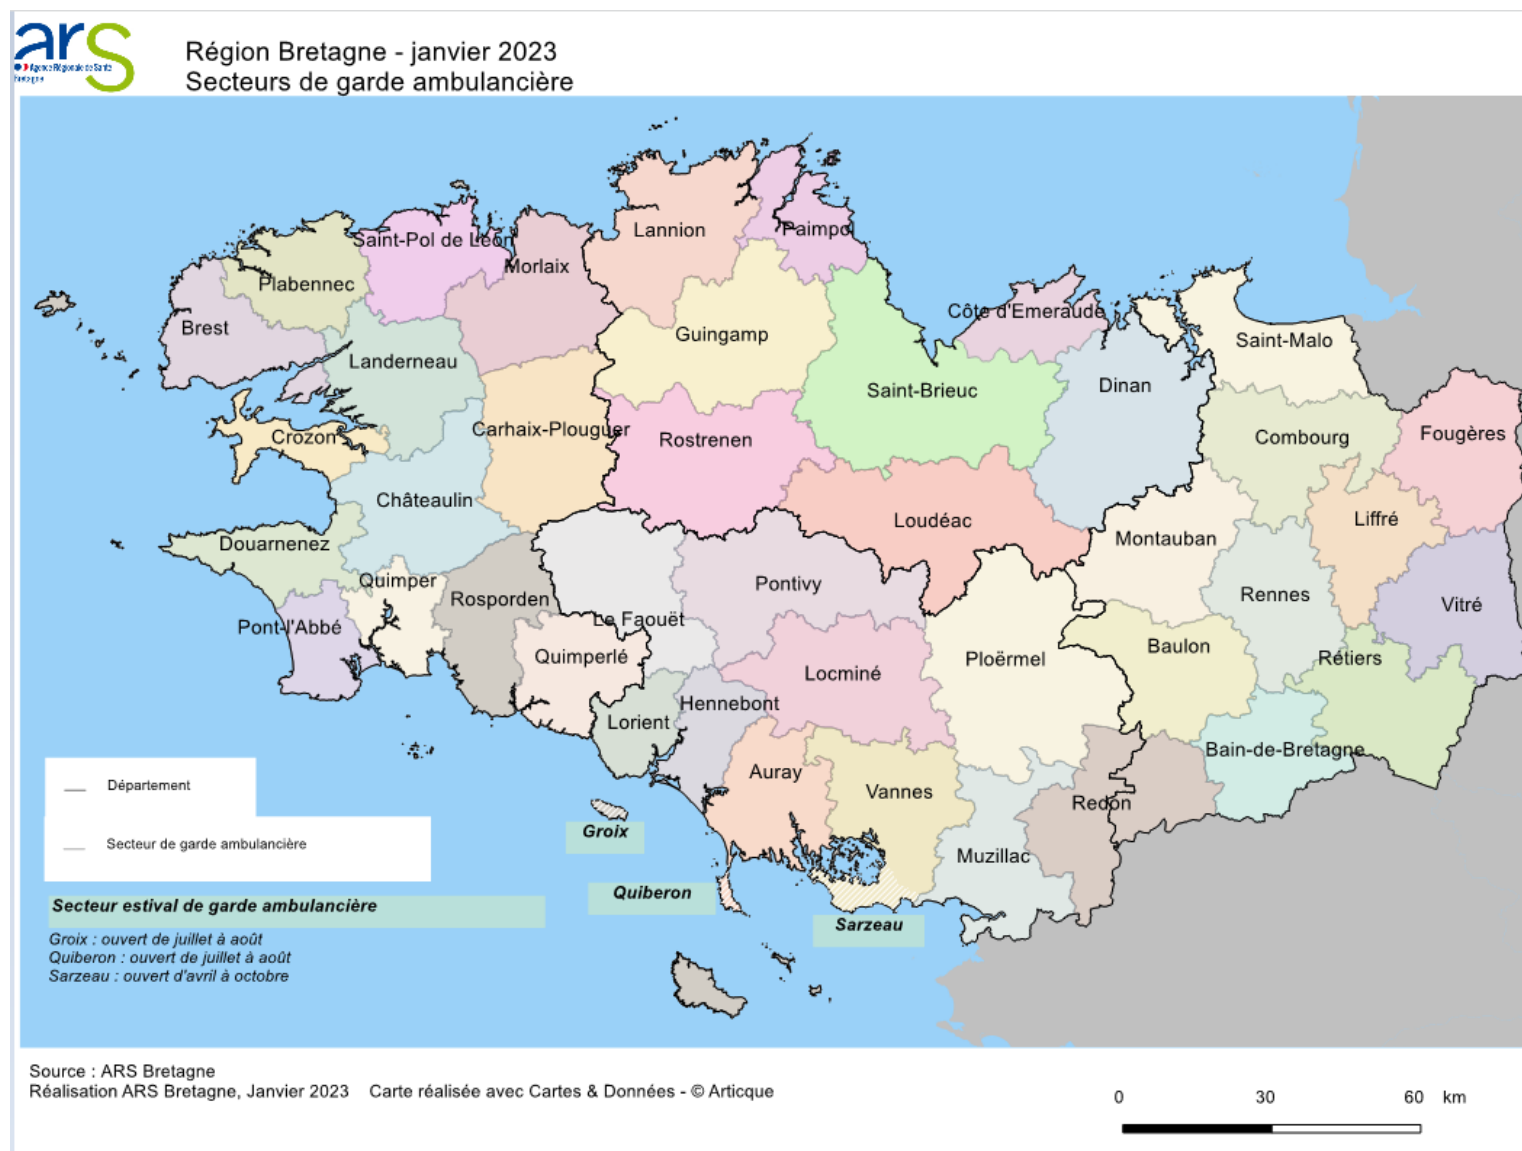 ars
Agence Régionale de Santé
Bretagne
Région Bretagne - janvier 2023
Secteurs de garde ambulancière
Lannion
Paimpol
Saint-Pol de Léon
Morlaix
Plabennec
Brest
Guingamp
Côte d'Emeraude
Saint-Malo
Landerneau
Saint-Brieuc
Dinan
Crozon
Carhaix-Plouguer
Rostrenen
Combourg
Fougères
Châteaulin
Loudéac
Liffré
Montauban
Douarnenez
Quimper
Pontivy
Rennes
Rosporden
Vitré
Pont-l'Abbé
Le Faouët
Quimperlé
Locminé
Ploërmel
Baulon
Rétiers
Hennebont
Lorient
Bain-de-Bretagne
Auray
Vannes
Redon
Muzillac
Groix
Quiberon
Sarzeau
Département
Secteur de garde ambulancière
Secteur estival de garde ambulancière
Groix : ouvert de juillet à août
Quiberon : ouvert de juillet à août
Sarzeau : ouvert d'avril à octobre
Source : ARS Bretagne
Réalisation ARS Bretagne, Janvier 2023 Carte réalisée avec Cartes & Données - © Articque
0 30 60 km